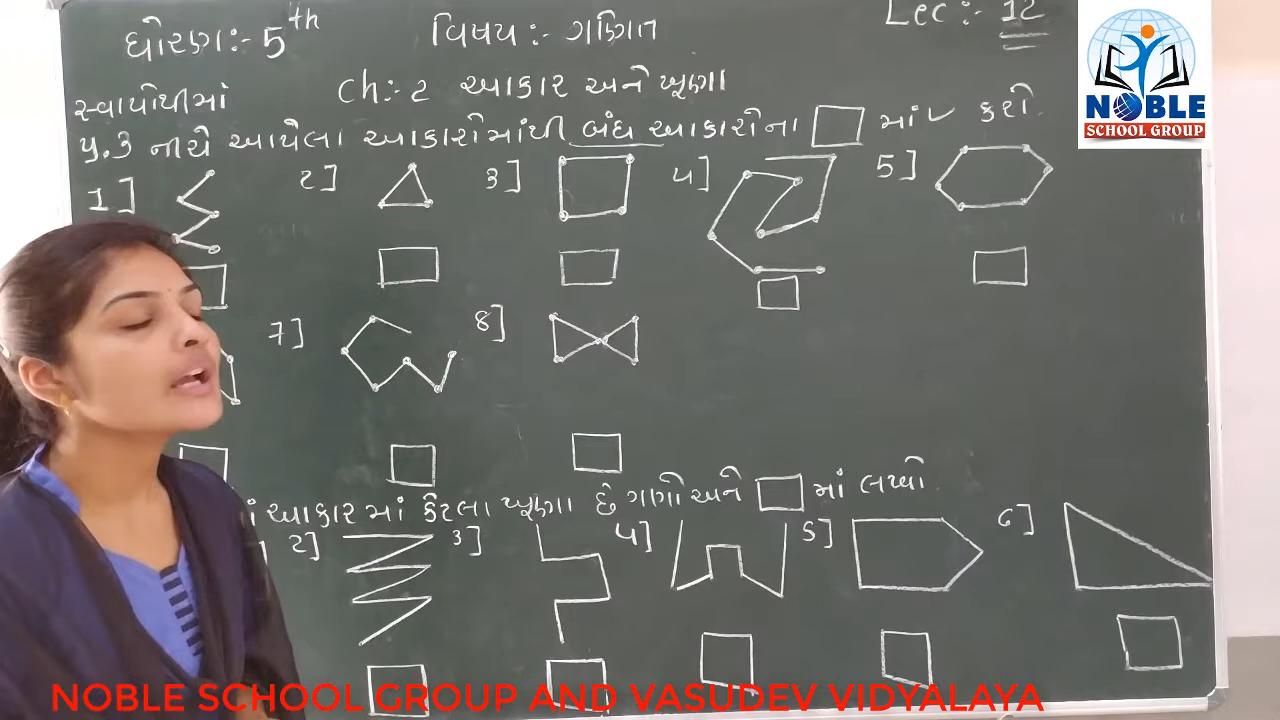 ધોરણ:- 5th વિષય:- ગણિત Lec:- 12
સ્વાધ્યાયપોથીમાં Ch:- 2 આકાર અને ખૂણા
પ્ર.3 નીચે આપેલા આકારોમાંથી બંધ આકારોના માં ✓ કરો.
1] 2] 3] 4] 5]
7] 8]
આકારમાં કેટલા ખૂણા છે ગણો અને માં લખો
2] 3] 4] 5] 6]
NOBLE
SCHOOL GROUP
NOBLE SCHOOL GROUP AND VASUDEV VIDYALAYA